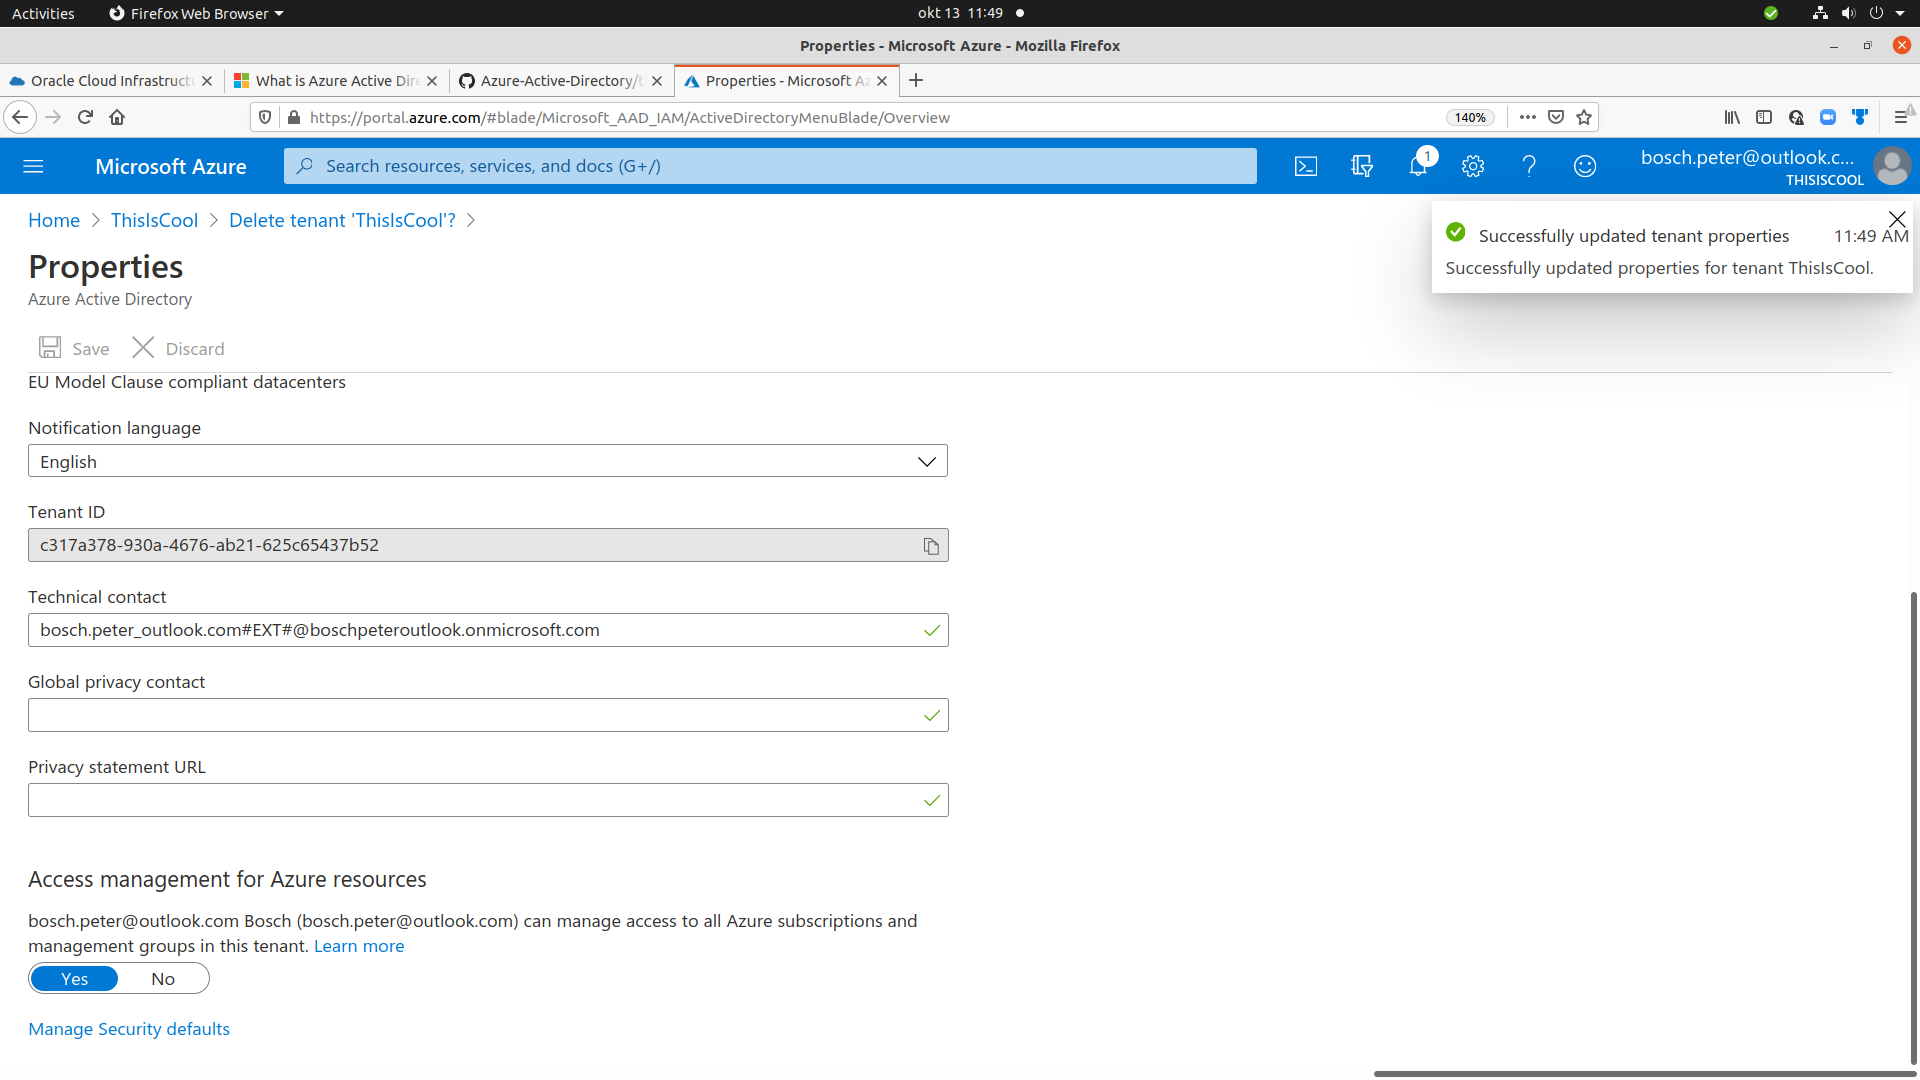 Activities
Firefox Web Browser
okt 13 11:49
Properties - Microsoft Azure - Mozilla Firefox
Oracle Cloud Infrastruct
What is Azure Active Dire
Azure-Active-Directory/t
Properties - Microsoft Az
https://portal.azure.com/#blade/Microsoft_AAD_IAM/ActiveDirectoryMenuBlade/Overview
140%
Microsoft Azure
Search resources, services, and docs (G+/)
1
bosch.peter@outlook.c...
THISISCOOL
Home > ThisIsCool > Delete tenant 'ThisIsCool'? >
Successfully updated tenant properties 11:49 AM
Successfully updated properties for tenant ThisIsCool.
Properties
Azure Active Directory
Save
Discard
EU Model Clause compliant datacenters
Notification language
English
Tenant ID
c317a378-930a-4676-ab21-625c65437b52
Technical contact
bosch.peter_outlook.com#EXT#@boschpeteroutlook.onmicrosoft.com
Global privacy contact
Privacy statement URL
Access management for Azure resources
bosch.peter@outlook.com Bosch (bosch.peter@outlook.com) can manage access to all Azure subscriptions and
management groups in this tenant. Learn more
Yes No
Manage Security defaults